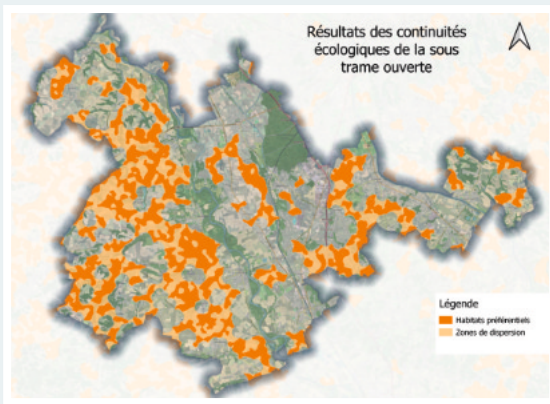 Résultats des continuités
écologiques de la sous
trame ouverte
Légende
Habitats préférentiels
Zones de dispersion